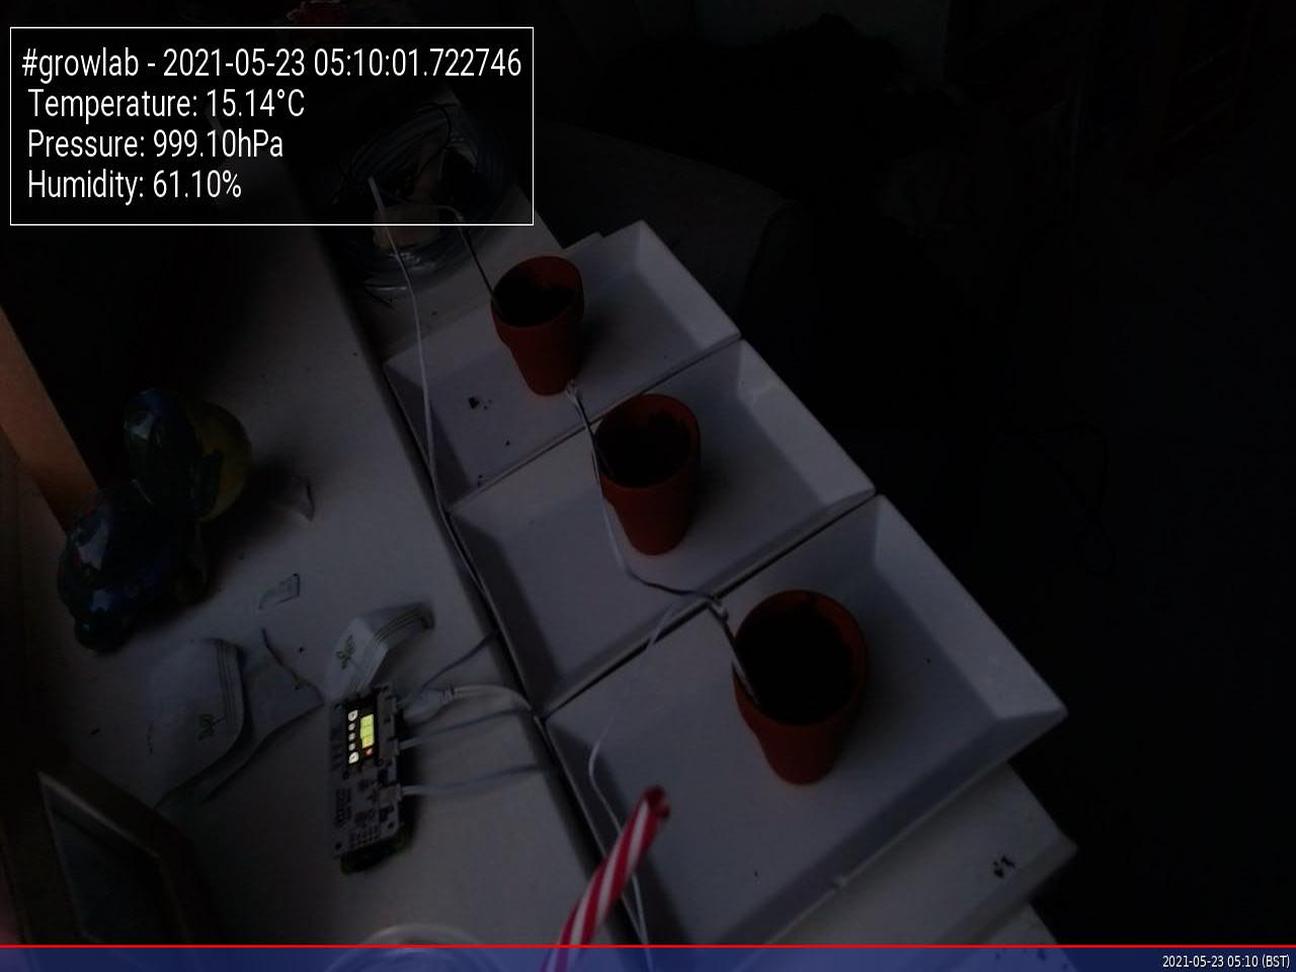 #growlab - 2021-05-23 05:10:01.722746
Temperature: 15.14°C
Pressure: 999.10hPa
Humidity: 61.10%
2021-05-23 05:10 (BST)